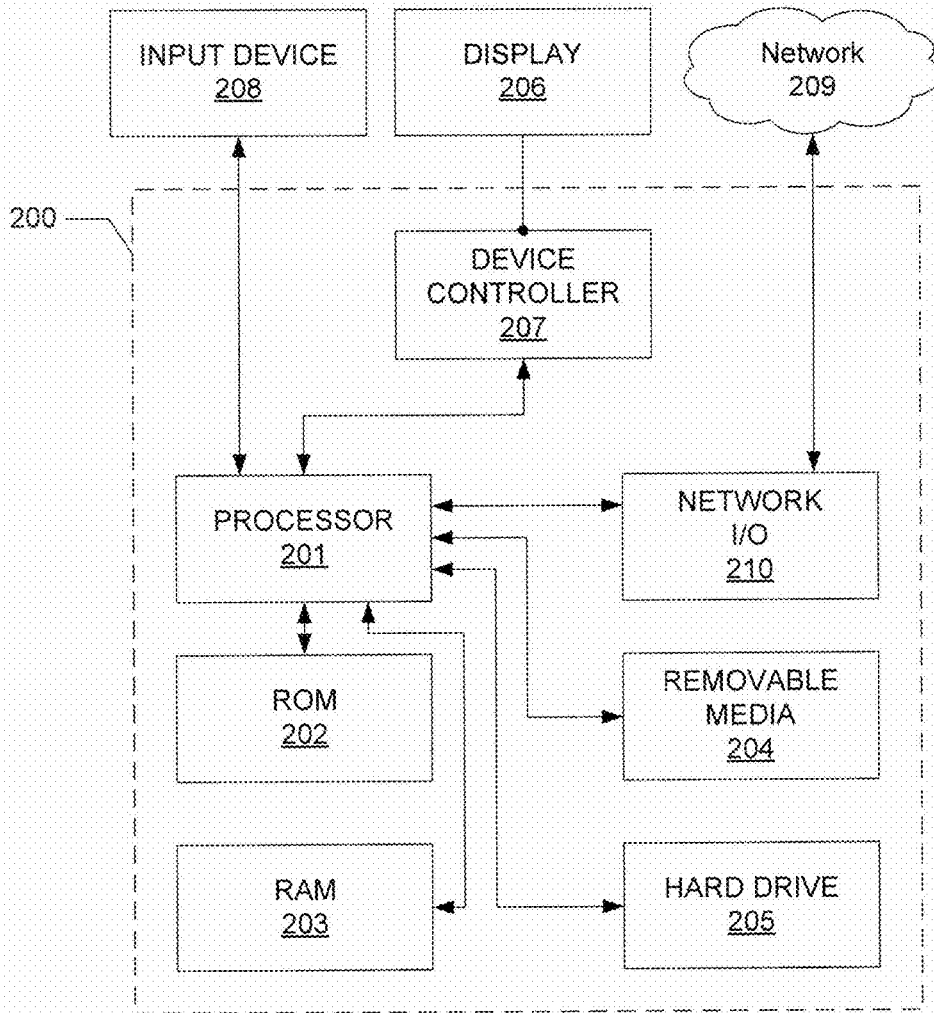 INPUT DEVICE
208
DISPLAY
206
Network
209
200
DEVICE
CONTROLLER
207
PROCESSOR
201
NETWORK
I/O
210
ROM
202
REMOVABLE
MEDIA
204
RAM
203
HARD DRIVE
205